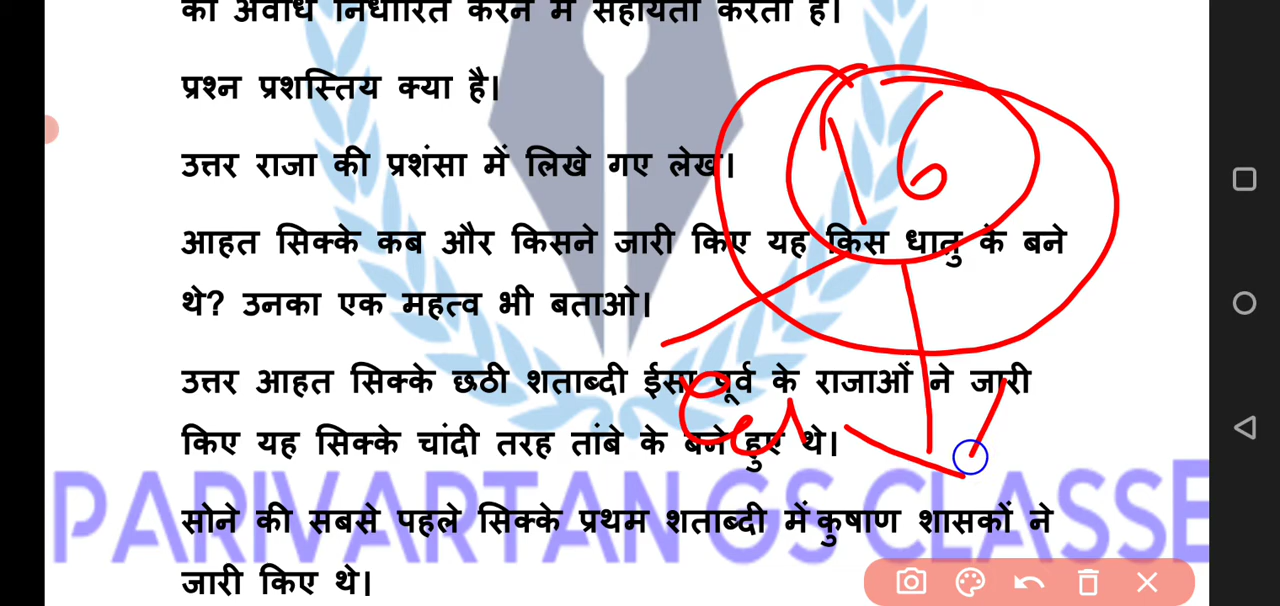 की अवधि निर्धारित करने में सहायता करता है।
प्रश्न प्रशस्तिय क्या है।
उत्तर राजा की प्रशंसा में लिखे गए लेख।
16
आहत सिक्के कब और किसने जारी किए यह किस धातु के बने
थे? उनका एक महत्व भी बताओ।
उत्तर आहत सिक्के छठी शताब्दी ईसा पूर्व के राजाओं ने जारी
किए यह सिक्के चांदी तरह तांबे के बने हुए थे।
PARIVARTAN GS CLASSE
सोने की सबसे पहले सिक्के प्रथम शताब्दी में कुषाण शासकों ने
जारी किए थे।